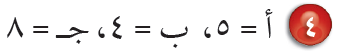 ٤ أ = ٥، ب = ٤، جـ = ٨